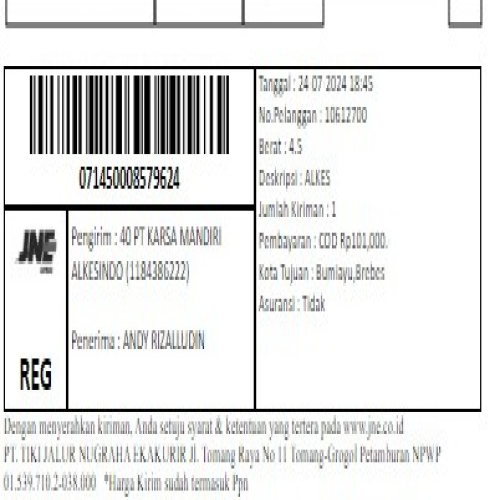 071450008579624
JNE
EXPRESS
REG
Pengirim : 40 PT KARSA MANDIRI
ALKESINDO (1184386222)
Penerima : ANDY RIZALLUDIN
Tanggal : 24 07 2024 18:45
No.Pelanggan : 10612700
Berat : 4.5
Deskripsi : ALKES
Jumlah Kiriman : 1
Pembayaran : COD Rp101,000.
Kota Tujuan : Bumiayu,Brebes
Asuransi : Tidak
Dengan menyerahkan kiriman, Anda setuju syarat & ketentuan yang tertera pada www.jne.co.id
PT. TIKI JALUR NUGRAHA EKAKURIR Jl. Tomang Raya No 11 Tomang-Grogol Petamburan NPWP
01.539.710.2-038.000 *Harga Kirim sudah termasuk Ppn